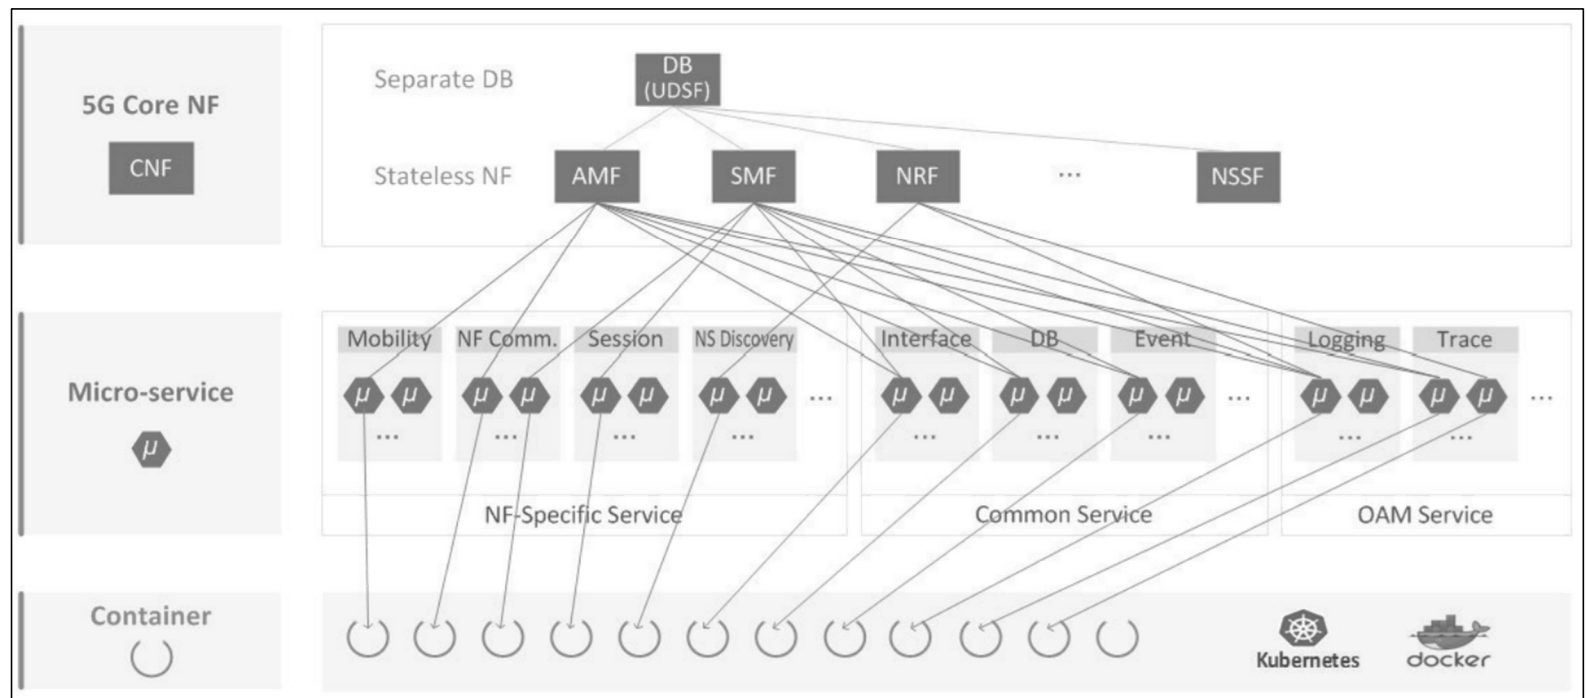 5G Core NF
CNF
Separate DB
DB
(UDSF)
Stateless NF
AMF
SMF
NRF
...
NSSF
Micro-service
μ
Mobility
NF Comm.
Session
NS Discovery
Interface
DB
Event
Logging
Trace
μ μ
μ μ
μ μ
μ μ
...
μ μ
μ μ
μ μ
...
μ μ
μ μ
...
... ... ... ... ... ... ... ... ...
NF-Specific Service
Common Service
OAM Service
Container
Kubernetes
docker